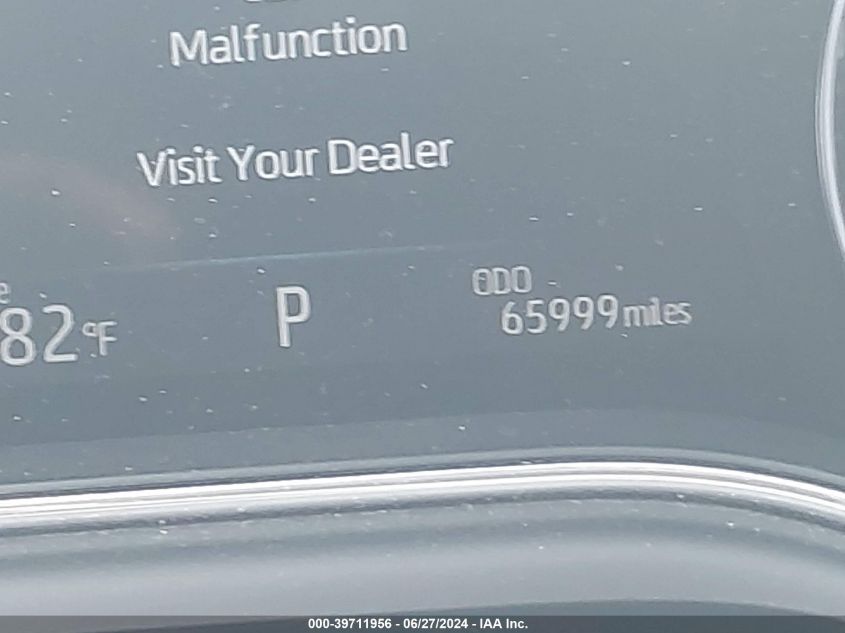 Malfunction
Visit Your Dealer
82°F P ODO
65999 miles
000-39711956 - 06/27/2024 - IAA Inc.